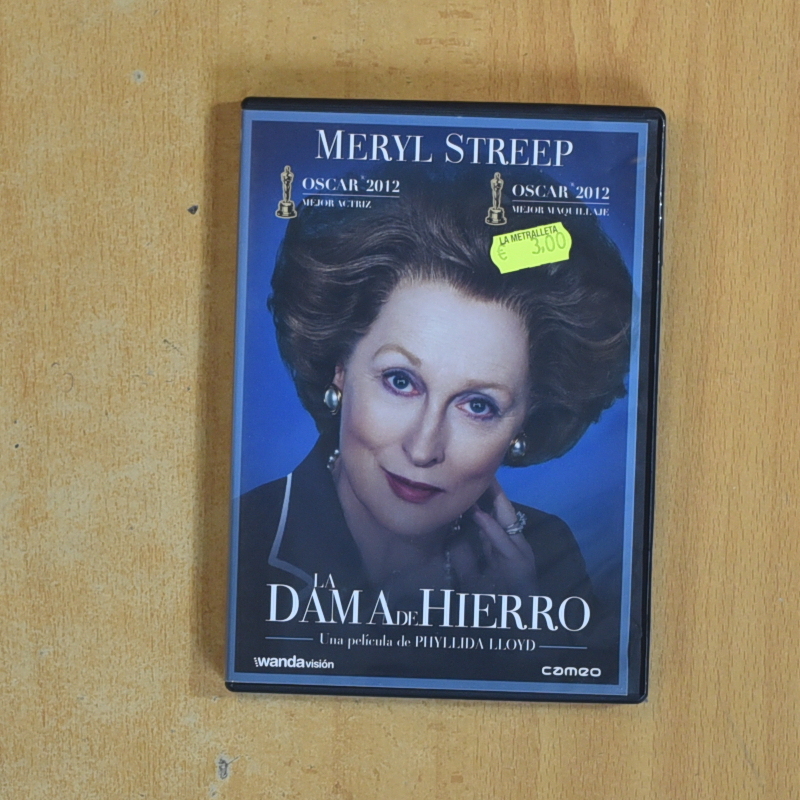 MERYL STREEP
OSCAR® 2012
MEJOR ACTRIZ
OSCAR® 2012
MEJOR MAQUILLAJE
LA METRALLETA
€ 3,00
LA
DAMA DE HIERRO
Una película de PHYLLIDA LLOYD
wanda visión
cameo